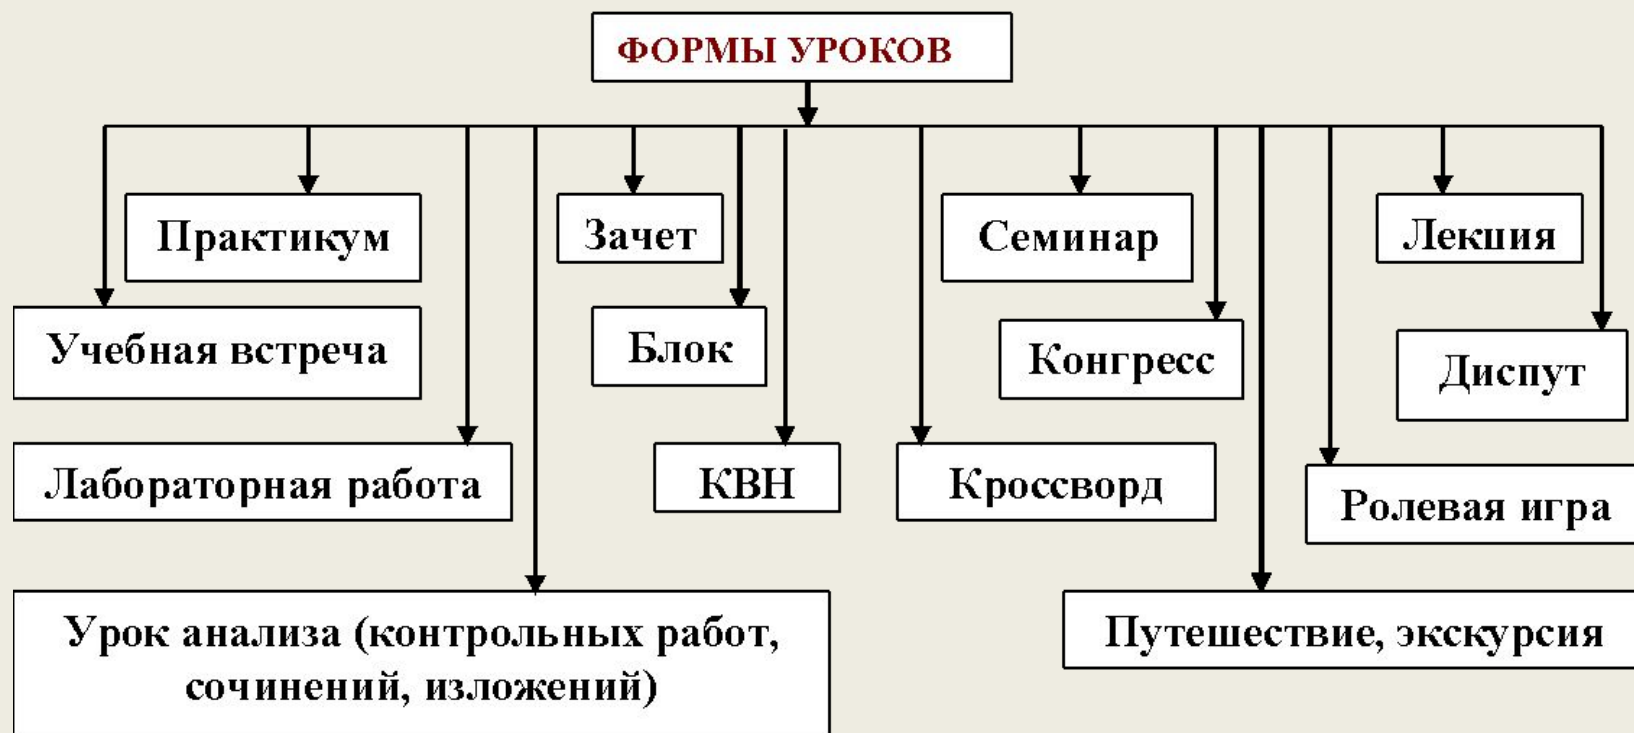 ФОРМЫ УРОКОВ
Практикум
Зачет
Семинар
Лекция
Учебная встреча
Блок
Конгресс
Диспут
Лабораторная работа
КВН
Кроссворд
Ролевая игра
Урок анализа (контрольных работ,
сочинений, изложений)
Путешествие, экскурсия